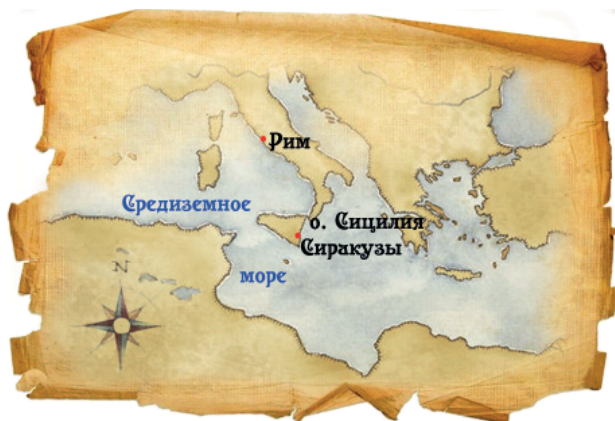 Рим
Средиземное
о. Сицилия
Сиракузы
море
N